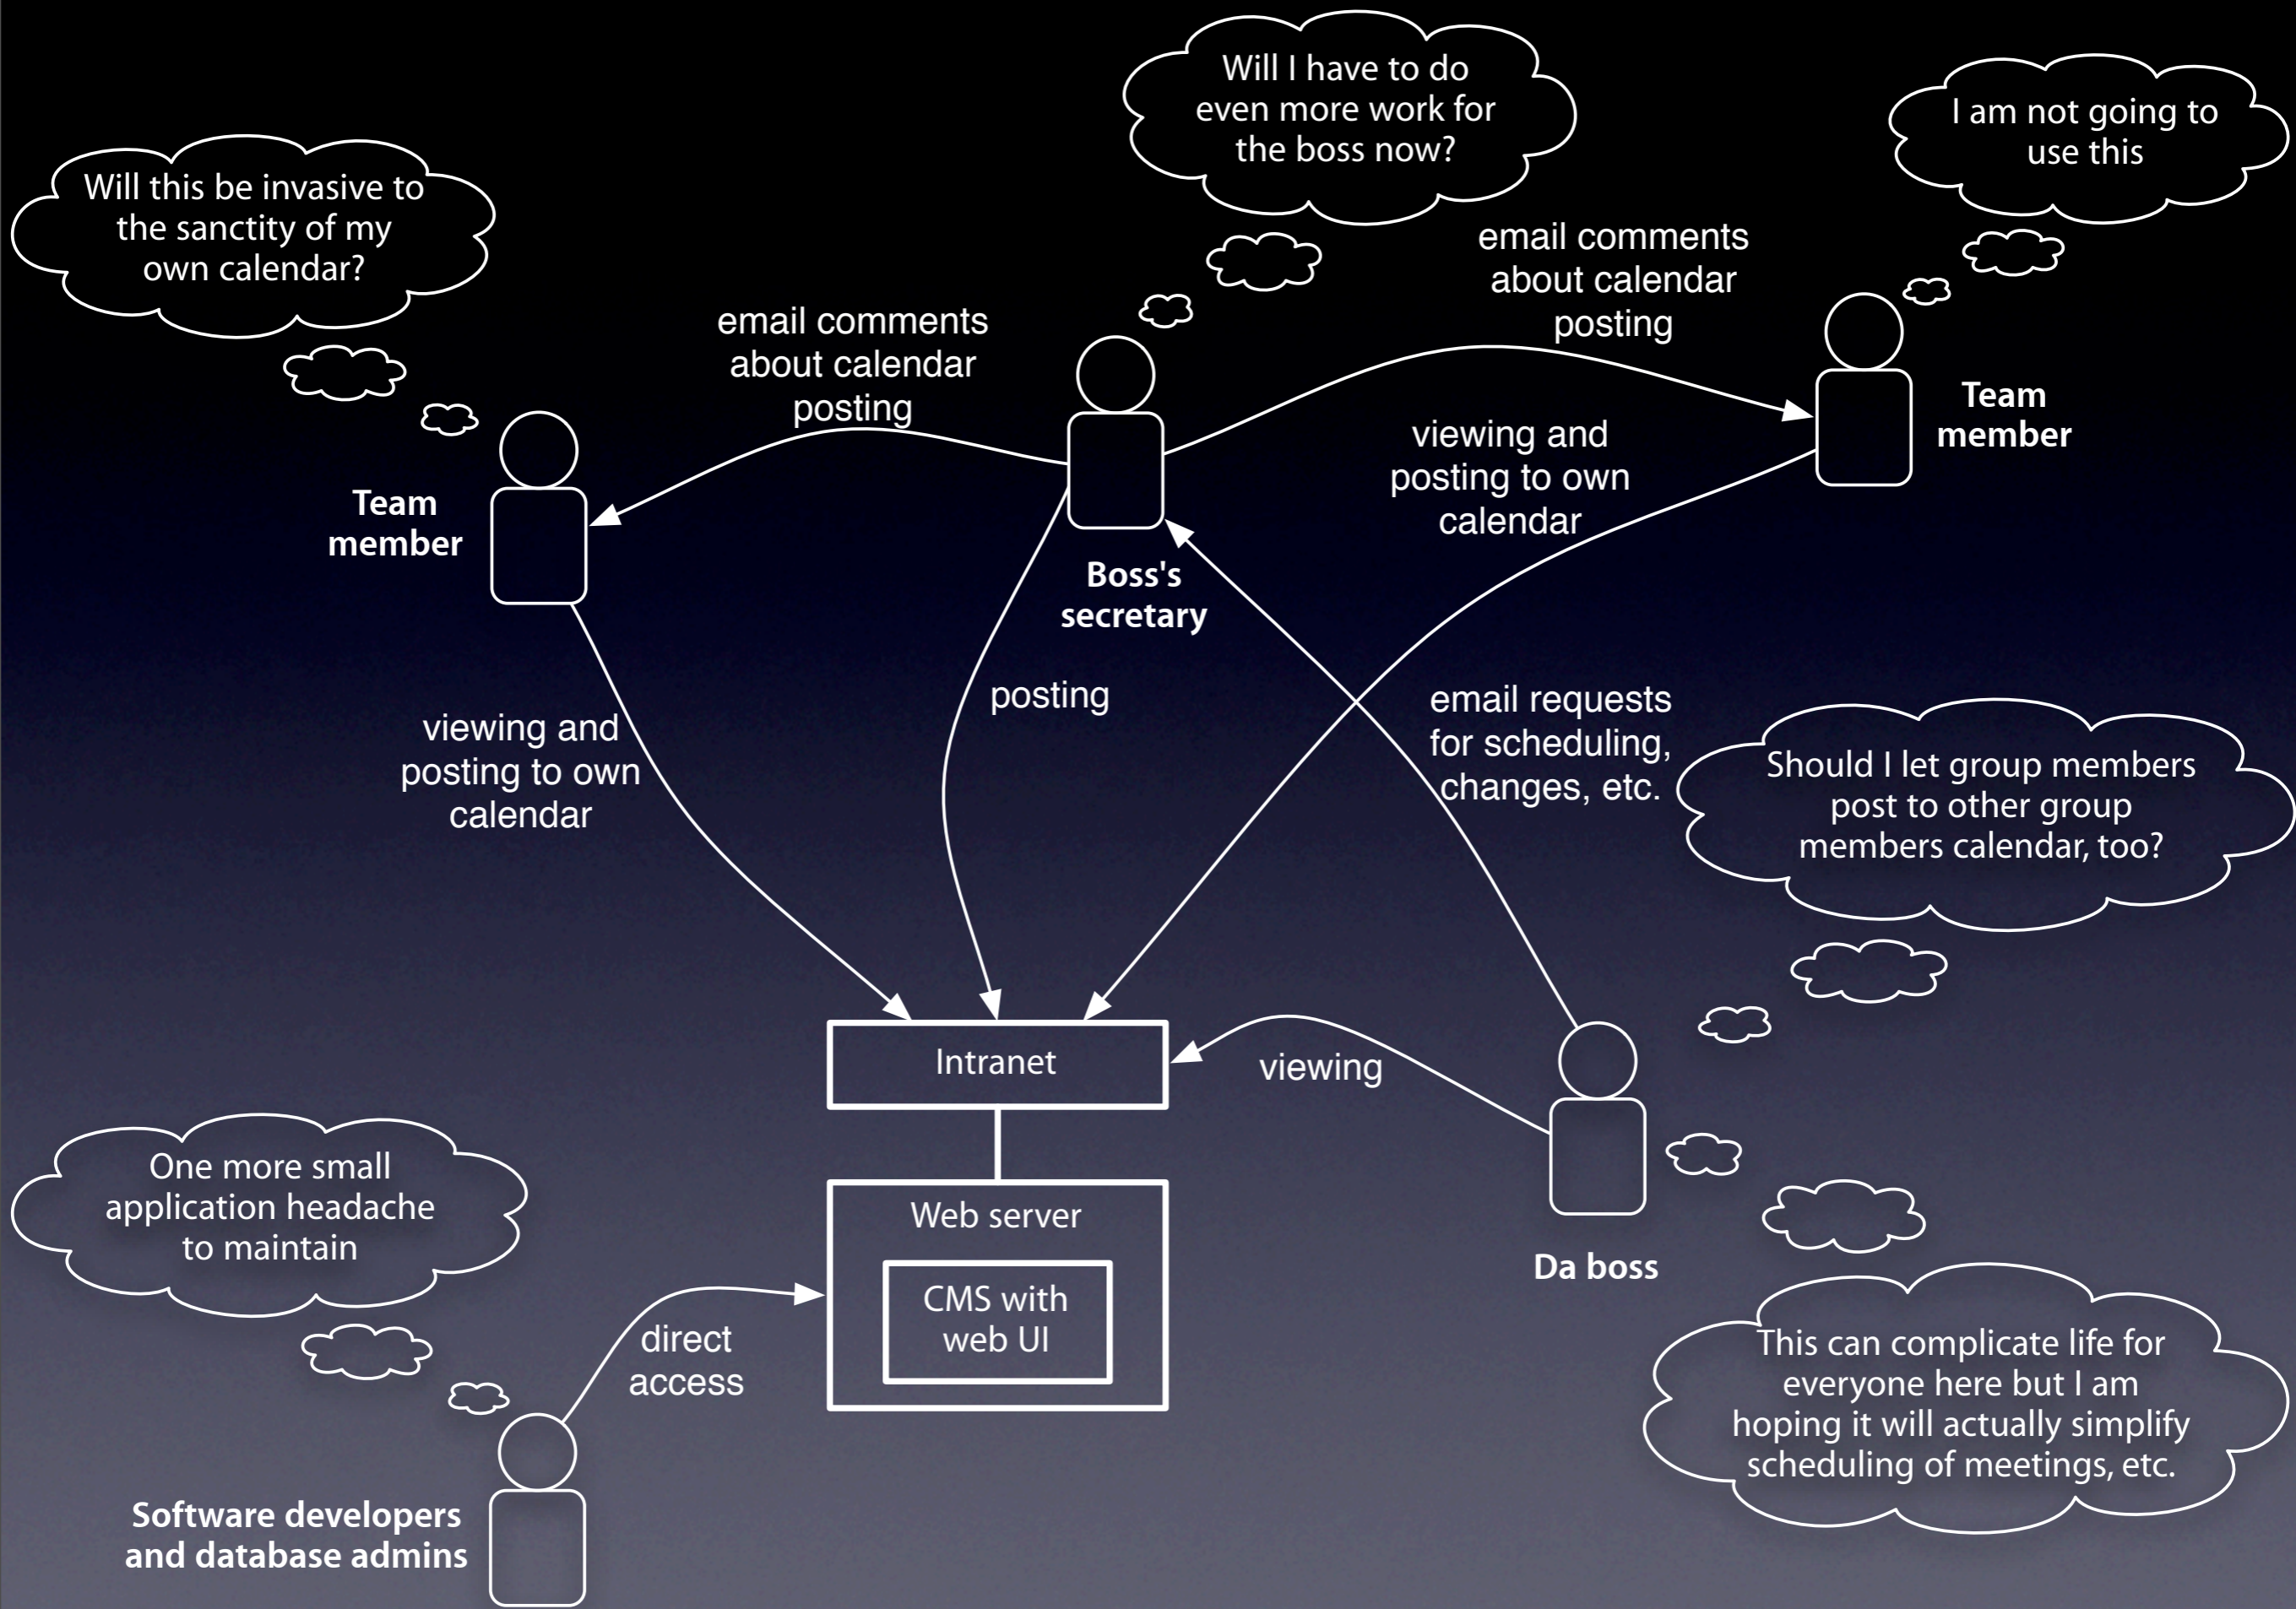 Will I have to do
even more work for
the boss now?
I am not going to
use this
Will this be invasive to
the sanctity of my
own calendar?
email comments
about calendar
posting
email comments
about calendar
posting
Team
member
viewing and
posting to own
calendar
Team
member
Boss's
secretary
posting
viewing and
posting to own
calendar
email requests
for scheduling,
changes, etc.
Should I let group members
post to other group
members calendar, too?
Intranet
viewing
One more small
application headache
to maintain
Web server
CMS with
web UI
Da boss
direct
access
This can complicate life for
everyone here but I am
hoping it will actually simplify
scheduling of meetings, etc.
Software developers
and database admins